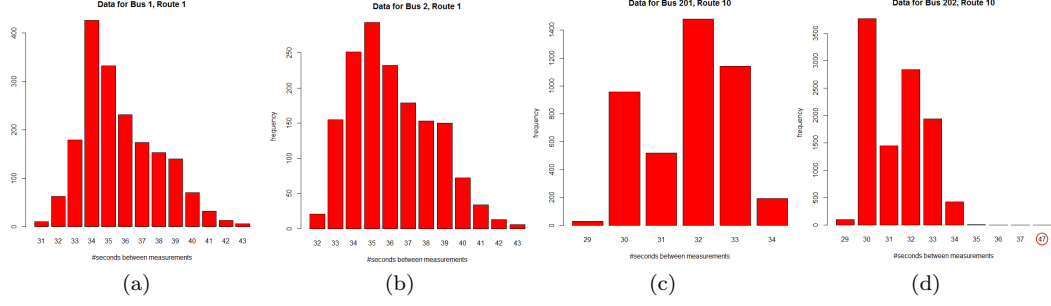 Data for Bus 1, Route 1
400
300
200
100
0
31 32 33 34 35 36 37 38 39 40 41 42 43
#seconds between measurements
(a)
Data for Bus 2, Route 1
frequency
250
200
150
100
50
0
32 33 34 35 36 37 38 39 40 41 42 43
#seconds between measurements
(b)
Data for Bus 201, Route 10
frequency
1400
1200
1000
800
600
400
200
0
29 30 31 32 33 34
#seconds between measurements
(c)
Data for Bus 202, Route 10
frequency
3500
3000
2500
2000
1500
1000
500
0
29 30 31 32 33 34 35 36 37 47
#seconds between measurements
(d)